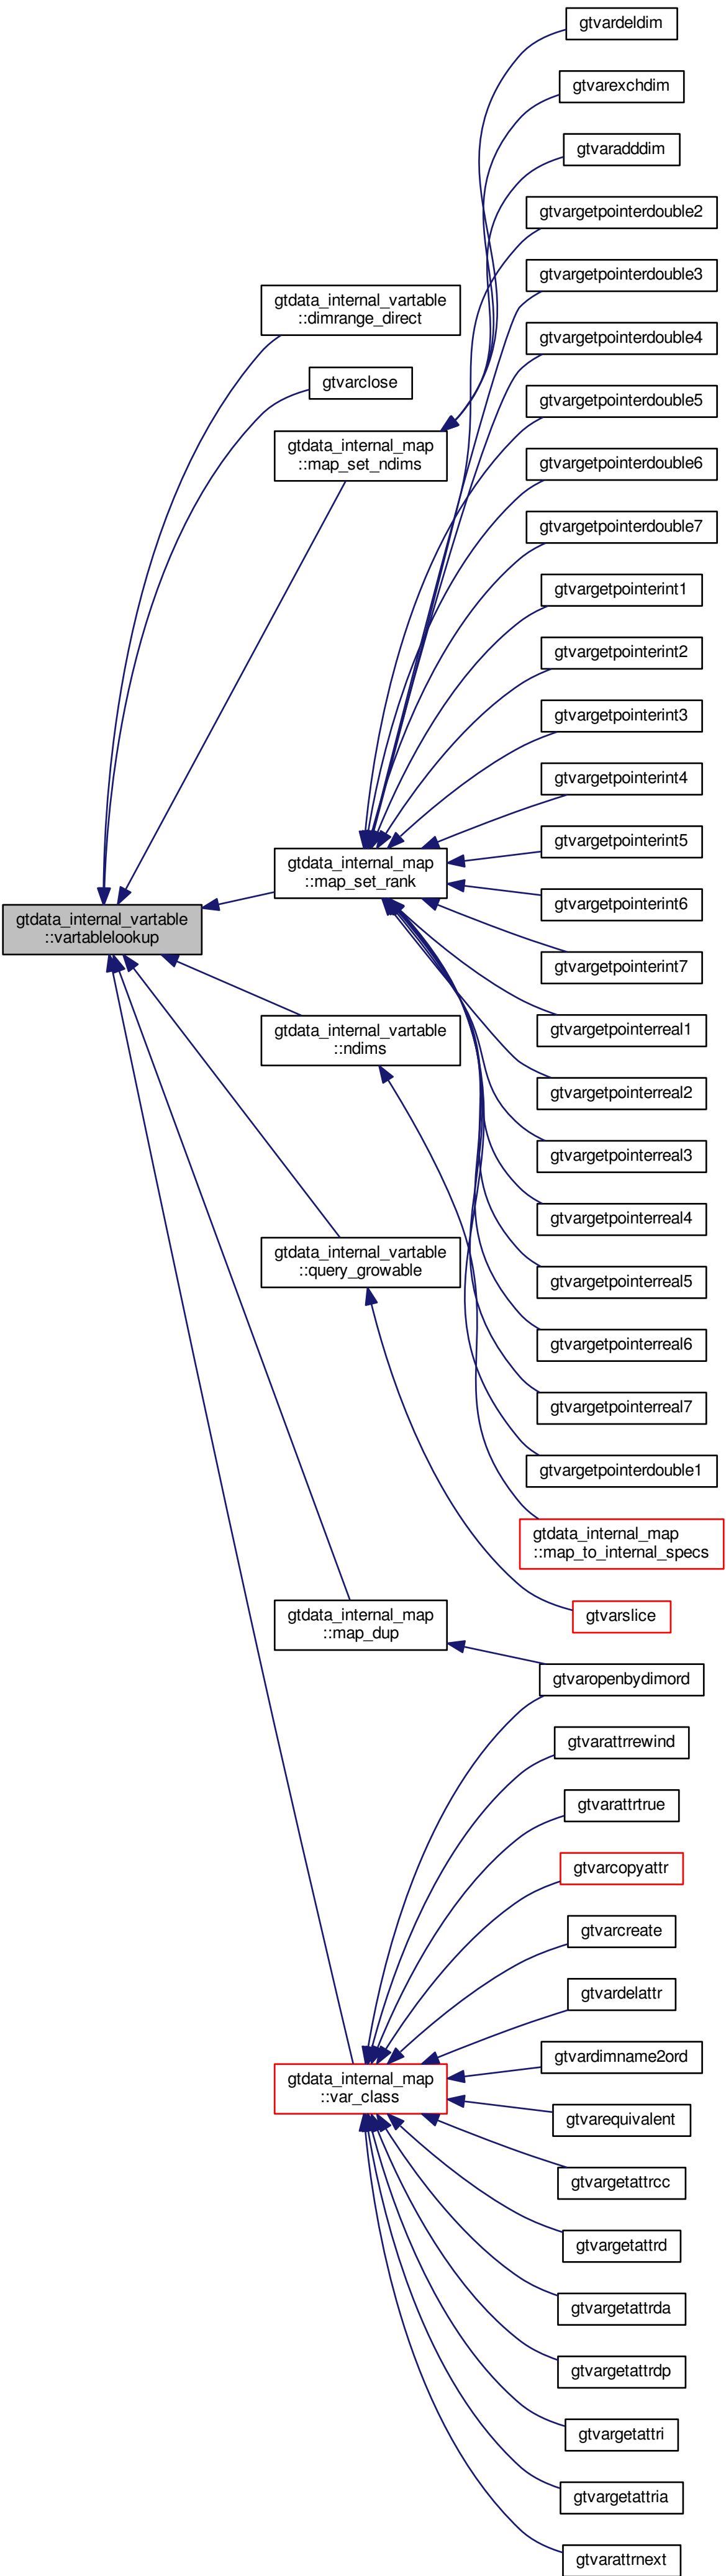 gtvardeldim
gtvarexchdim
gtvaradddim
gtvargetpointerdouble2
gtvargetpointerdouble3
gtdata_internal_vartable
::dimrange_direct
gtvargetpointerdouble4
gtvarclose
gtvargetpointerdouble5
gtdata_internal_map
::map_set_ndims
gtvargetpointerdouble6
gtvargetpointerdouble7
gtvargetpointerint1
gtvargetpointerint2
gtvargetpointerint3
gtvargetpointerint4
gtvargetpointerint5
gtdata_internal_map
::map_set_rank
gtvargetpointerint6
gtdata_internal_vartable
::vartablelookup
gtvargetpointerint7
gtvargetpointerreal1
gtdata_internal_vartable
::ndims
gtvargetpointerreal2
gtvargetpointerreal3
gtvargetpointerreal4
gtdata_internal_vartable
::query_growable
gtvargetpointerreal5
gtvargetpointerreal6
gtvargetpointerreal7
gtvargetpointerdouble1
gtdata_internal_map
::map_to_internal_specs
gtvarslice
gtdata_internal_map
::map_dup
gtvaropenbydimord
gtvarattrrewind
gtvarattrtrue
gtvarcopyattr
gtvarcreate
gtvardelattr
gtvardimname2ord
gtdata_internal_map
::var_class
gtvarequivalent
gtvargetattrcc
gtvargetattrd
gtvargetattrda
gtvargetattrdp
gtvargetattri
gtvargetattria
gtvarattrnext